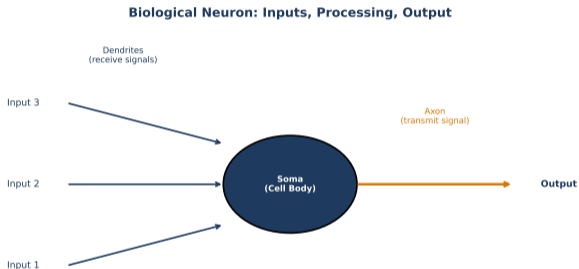 Biological Neuron: Inputs, Processing, Output
Dendrites
(receive signals)
Input 3
Axon
(transmit signal)
Input 2
Soma
(Cell Body)
Output
Input 1